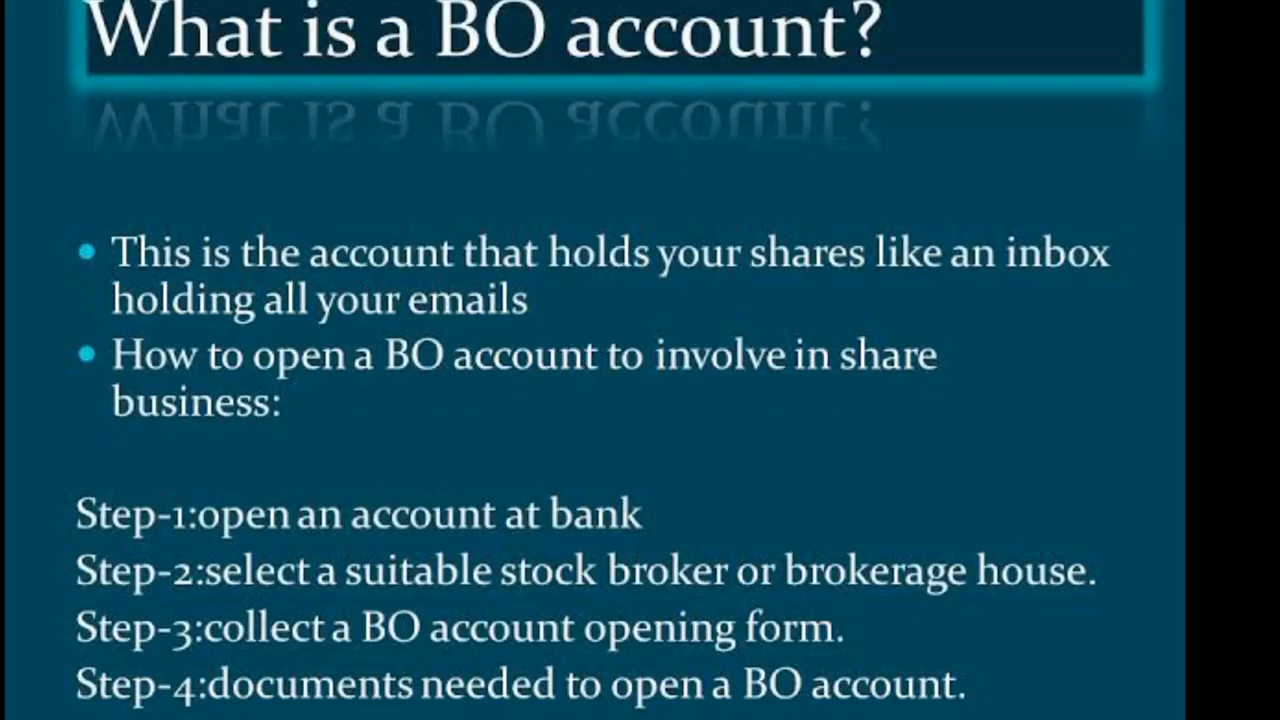 What is a BO account?
This is the account that holds your shares like an inbox
holding all your emails
How to open a BO account to involve in share
business:
Step-1:open an account at bank
Step-2:select a suitable stock broker or brokerage house.
Step-3:collect a BO account opening form.
Step-4:documents needed to open a BO account.